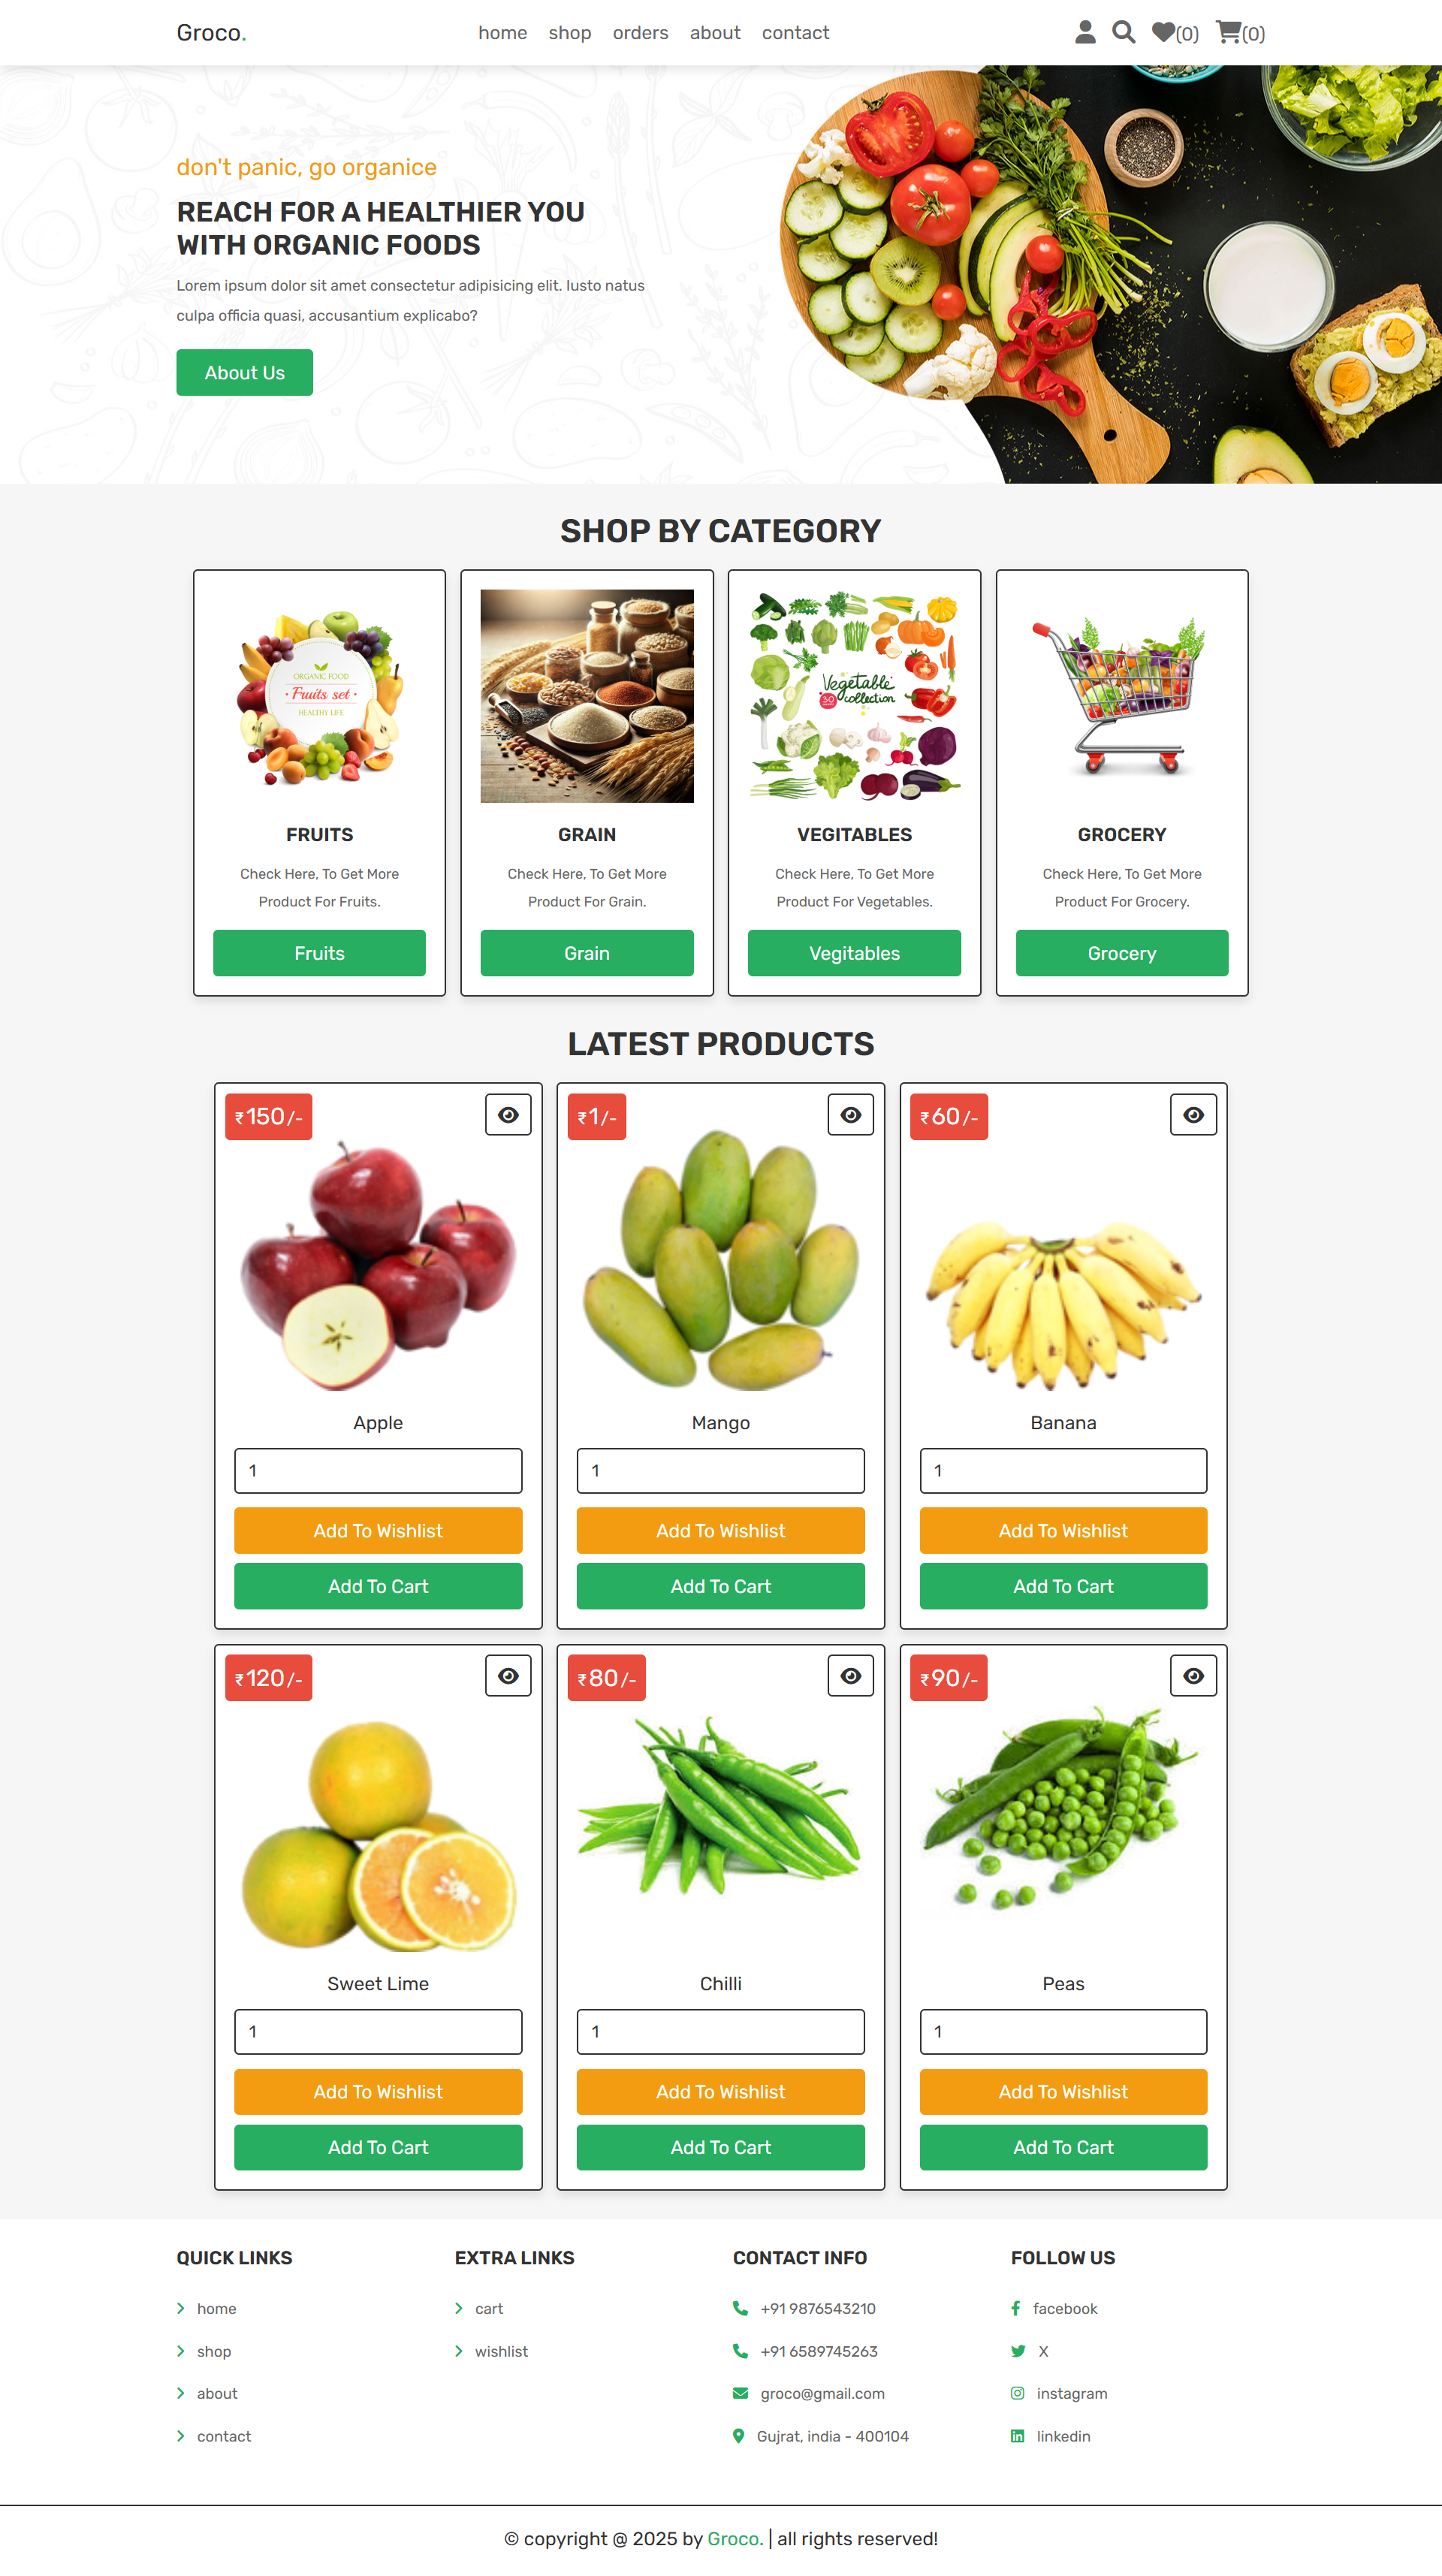 Groco.
home shop orders about contact
(0) (0)
don't panic, go organice
REACH FOR A HEALTHIER YOU
WITH ORGANIC FOODS
Lorem ipsum dolor sit amet consectetur adipisicing elit. Iusto natus
culpa officia quasi, accusantium explicabo?
About Us
SHOP BY CATEGORY
ORGANIC FOOD
Fruits set
HEALTHY LIFE
Vegetable
collection
FRUITS
Check Here, To Get More
Product For Fruits.
Fruits
GRAIN
Check Here, To Get More
Product For Grain.
Grain
VEGITABLES
Check Here, To Get More
Product For Vegetables.
Vegitables
GROCERY
Check Here, To Get More
Product For Grocery.
Grocery
LATEST PRODUCTS
₹150/-
Apple
1
Add To Wishlist
Add To Cart
₹1/-
Mango
1
Add To Wishlist
Add To Cart
₹60/-
Banana
1
Add To Wishlist
Add To Cart
₹120/-
Sweet Lime
1
Add To Wishlist
Add To Cart
₹80/-
Chilli
1
Add To Wishlist
Add To Cart
₹90/-
Peas
1
Add To Wishlist
Add To Cart
QUICK LINKS
home
shop
about
contact
EXTRA LINKS
cart
wishlist
CONTACT INFO
+91 9876543210
+91 6589745263
groco@gmail.com
Gujrat, india - 400104
FOLLOW US
facebook
X
instagram
linkedin
© copyright @ 2025 by Groco. | all rights reserved!